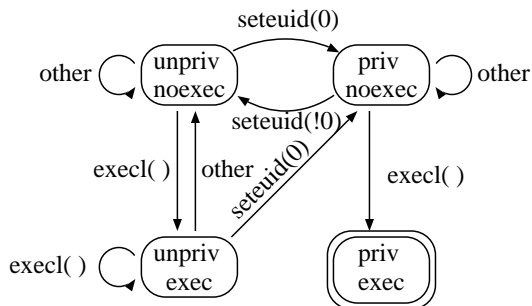 seteuid(0)
unpriv
noexec
priv
noexec
other
other
seteuid(!0)
execl( )
other
seteuid(0)
execl( )
unpriv
exec
priv
exec
execl( )